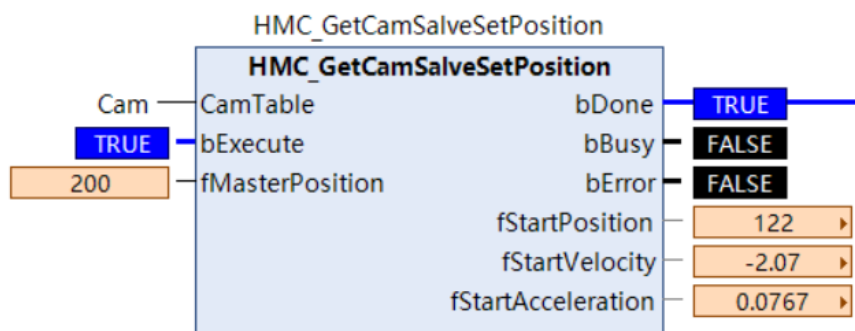 HMC_GetCamSalveSetPosition
HMC_GetCamSalveSetPosition
Cam CamTable bDone TRUE
TRUE bExecute bBusy FALSE
200 fMasterPosition bError FALSE
fStartPosition 122
fStartVelocity -2.07
fStartAcceleration 0.0767